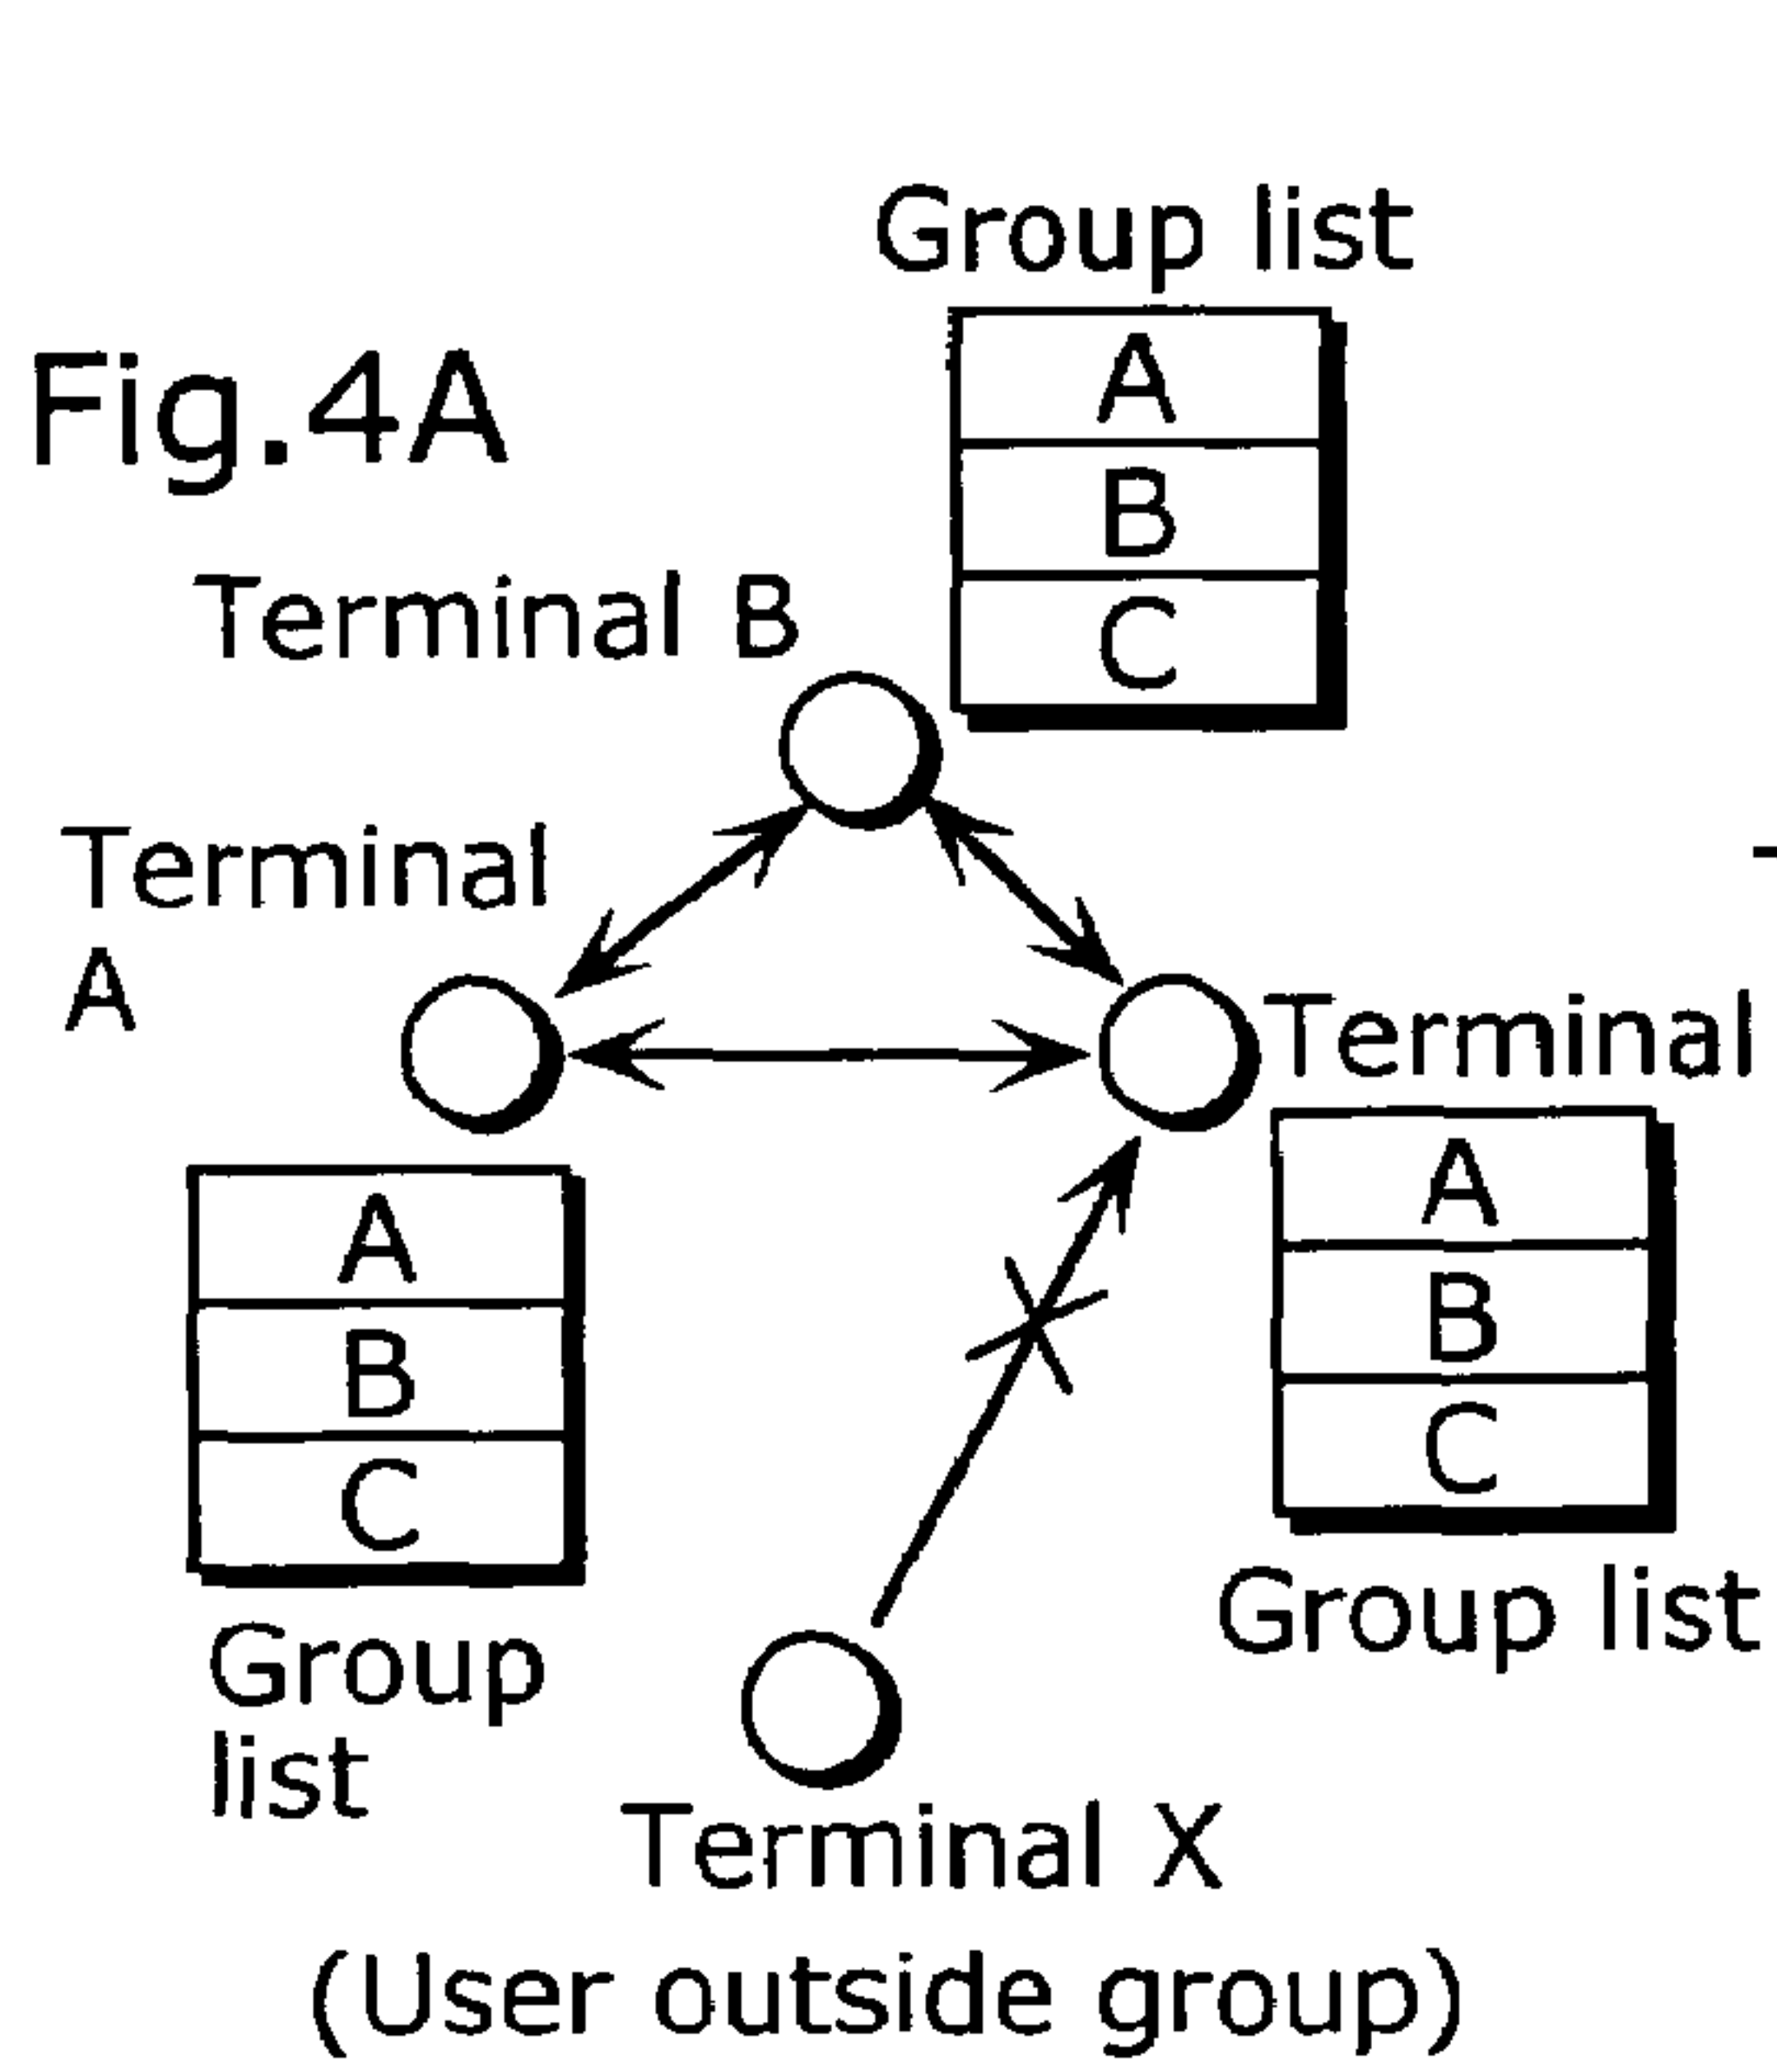 Group list
Fig.4A
A
B
C
Terminal B
Terminal
A
Terminal
A
B
C
Group list
A
B
C
Group
list
Terminal X
(User outside group)